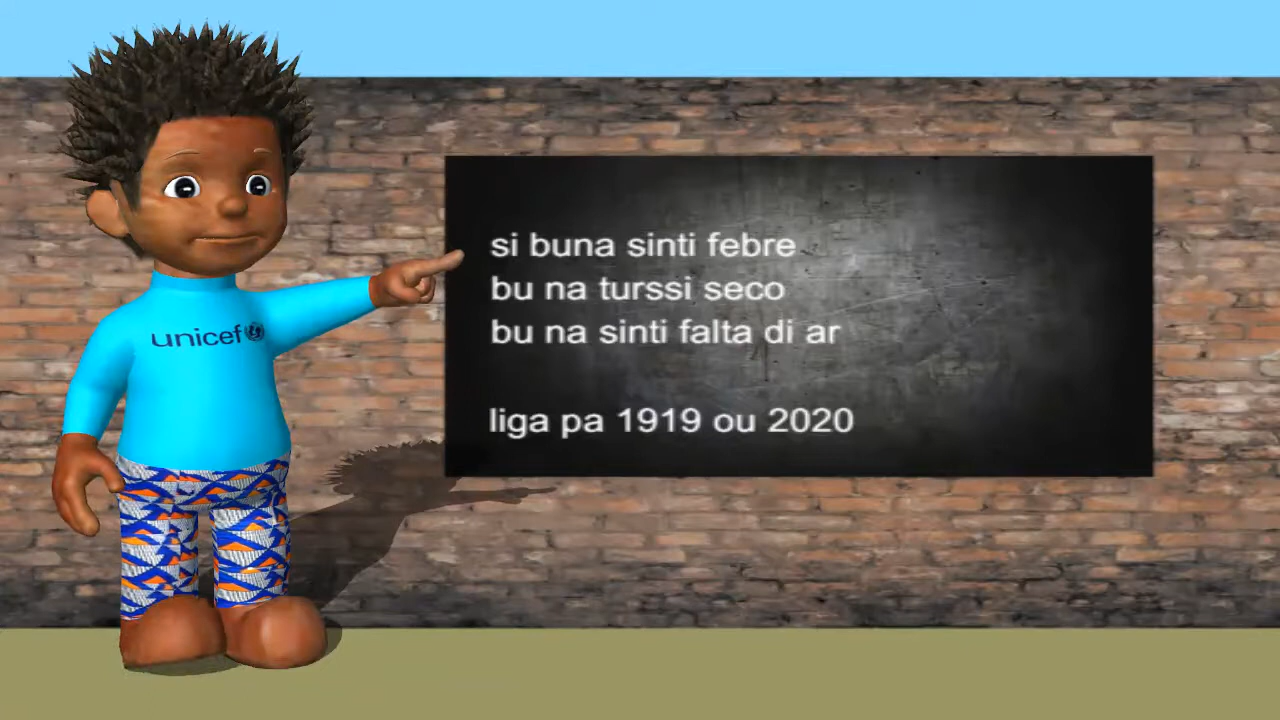 unicef
si buna sinti febre
bu na turssi seco
bu na sinti falta di ar
liga pa 1919 ou 2020